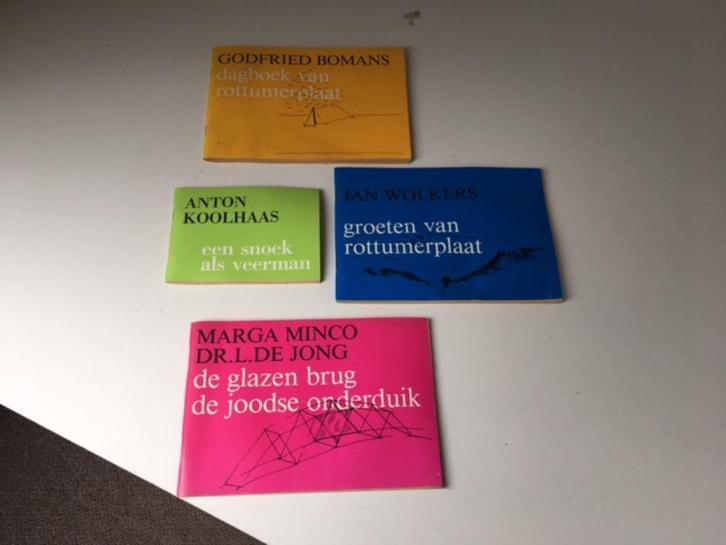 GODFRIED BOMANS
dagboek van
rottumerplaat
ANTON
KOOLHAAS
een snoek
als veerman
JAN WOLKERS
groeten van
rottumerplaat
MARGA MINCO
DR.L.DE JONG
de glazen brug
de joodse onderduik